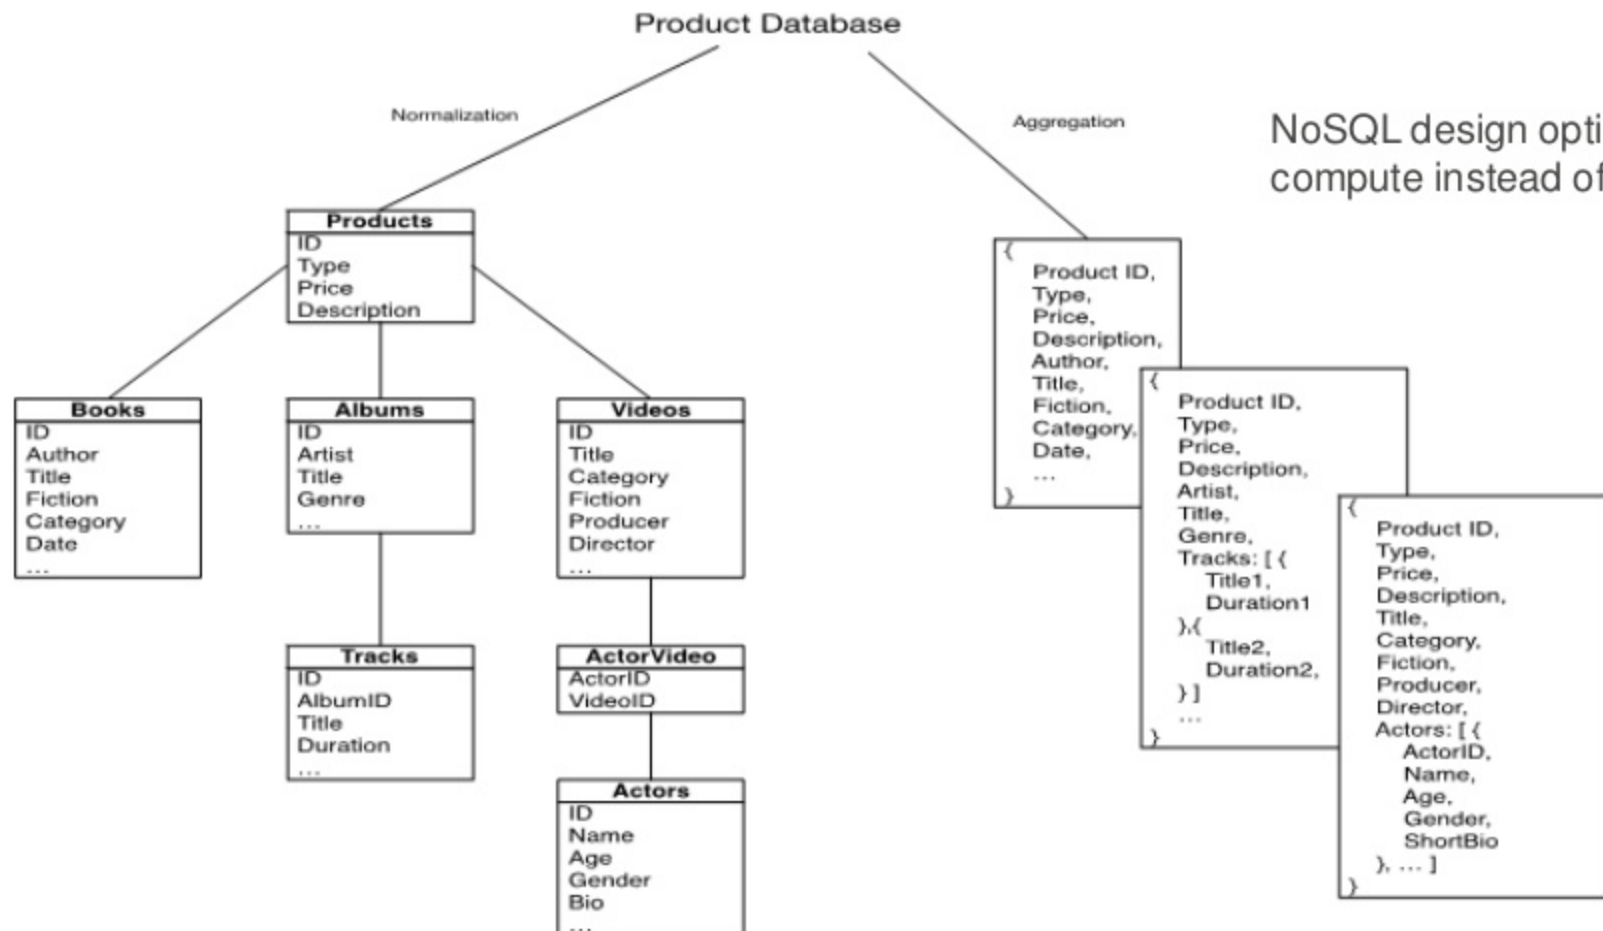 Product Database
Normalization
Aggregation
NoSQL design opti
compute instead of
Products
ID
Type
Price
Description
Books
ID
Author
Title
Fiction
Category
Date
...
Albums
ID
Artist
Title
Genre
...
Videos
ID
Title
Category
Fiction
Producer
Director
...
Tracks
ID
AlbumID
Title
Duration
...
ActorVideo
ActorID
VideoID
Actors
ID
Name
Age
Gender
Bio
...
{
Product ID,
Type,
Price,
Description,
Author,
Title,
Fiction,
Category,
Date,
...
}
{
Product ID,
Type,
Price,
Description,
Artist,
Title,
Genre,
Tracks: [ {
Title1,
Duration1
},{
Title2,
Duration2,
} ]
...
}
{
Product ID,
Type,
Price,
Description,
Title,
Category,
Fiction,
Producer,
Director,
Actors: [ {
ActorID,
Name,
Age,
Gender,
ShortBio
}, ... ]
}